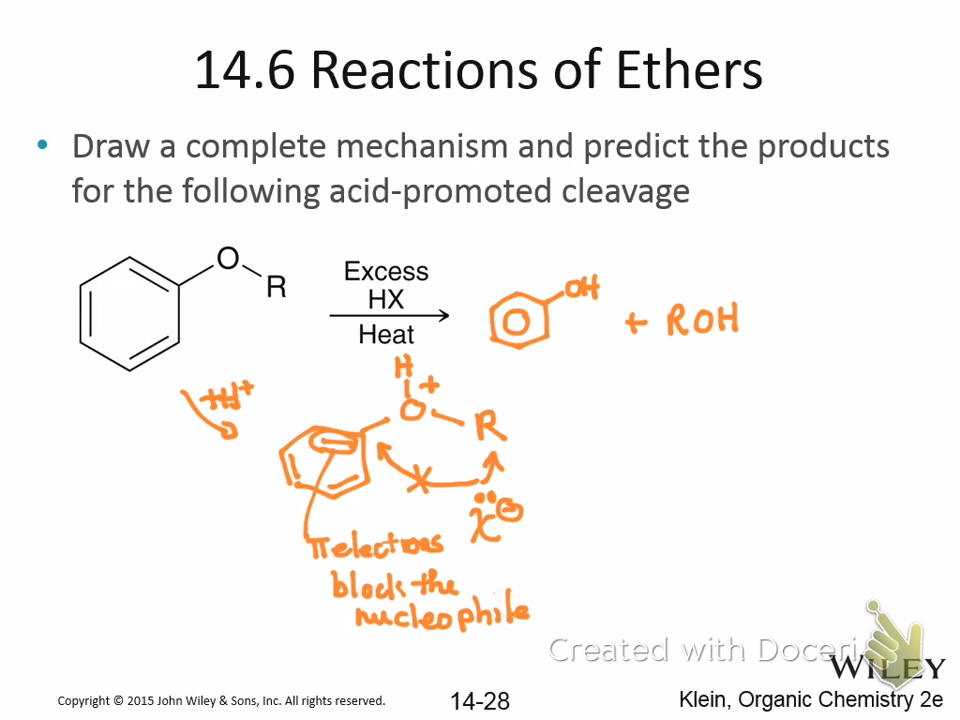 14.6 Reactions of Ethers
• Draw a complete mechanism and predict the products
for the following acid-promoted cleavage
O
R
Excess
HX
Heat
OH
+ ROH
+H⁺
H
O +
R
X ⊖
π electrons
block the
nucleophile
Created with Doceri
WILEY
Copyright © 2015 John Wiley & Sons, Inc. All rights reserved.
14-28
Klein, Organic Chemistry 2e